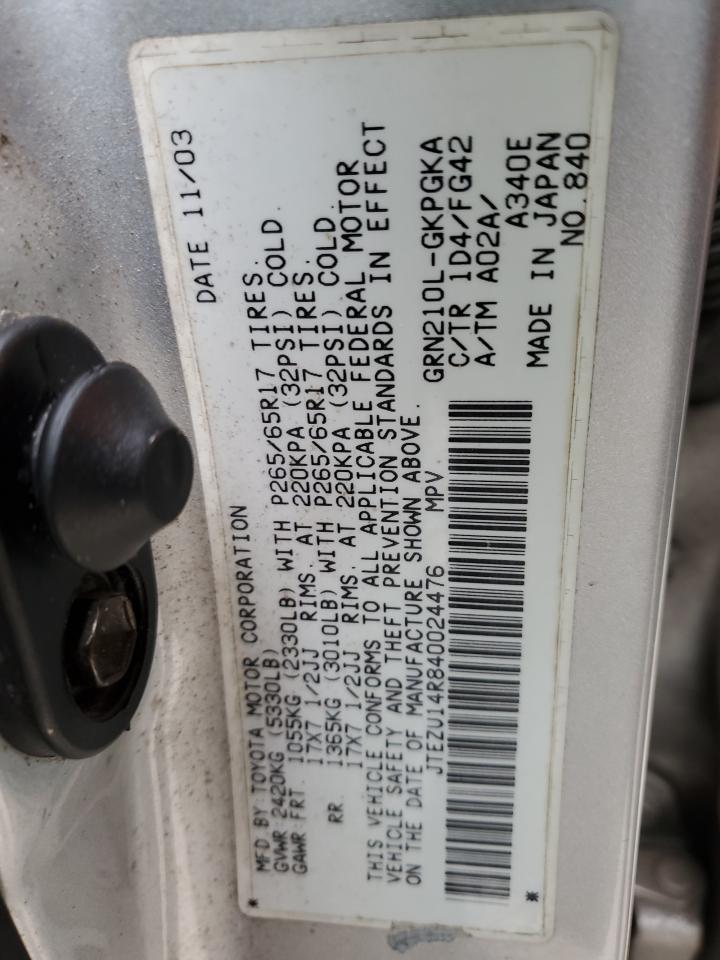 MFD BY: TOYOTA MOTOR CORPORATION DATE 11/03
GVWR: 2420KG (5330LB)
GAWR: FRT. 1055KG (2330LB) WITH P265/65R17 TIRES.
17X7 1/2JJ RIMS. AT 220KPA (32PSI) COLD.
RR. 1365KG (3010LB) WITH P265/65R17 TIRES.
17X7 1/2JJ RIMS. AT 220KPA (32PSI) COLD.
THIS VEHICLE CONFORMS TO ALL APPLICABLE FEDERAL MOTOR
VEHICLE SAFETY AND THEFT PREVENTION STANDARDS IN EFFECT
ON THE DATE OF MANUFACTURE SHOWN ABOVE.
JTEZU14R840024476 MPV
GRN210L-GKPGKA
C/TR 1D4/FG42
A/TM A02A/
A340E
MADE IN JAPAN
NO.840